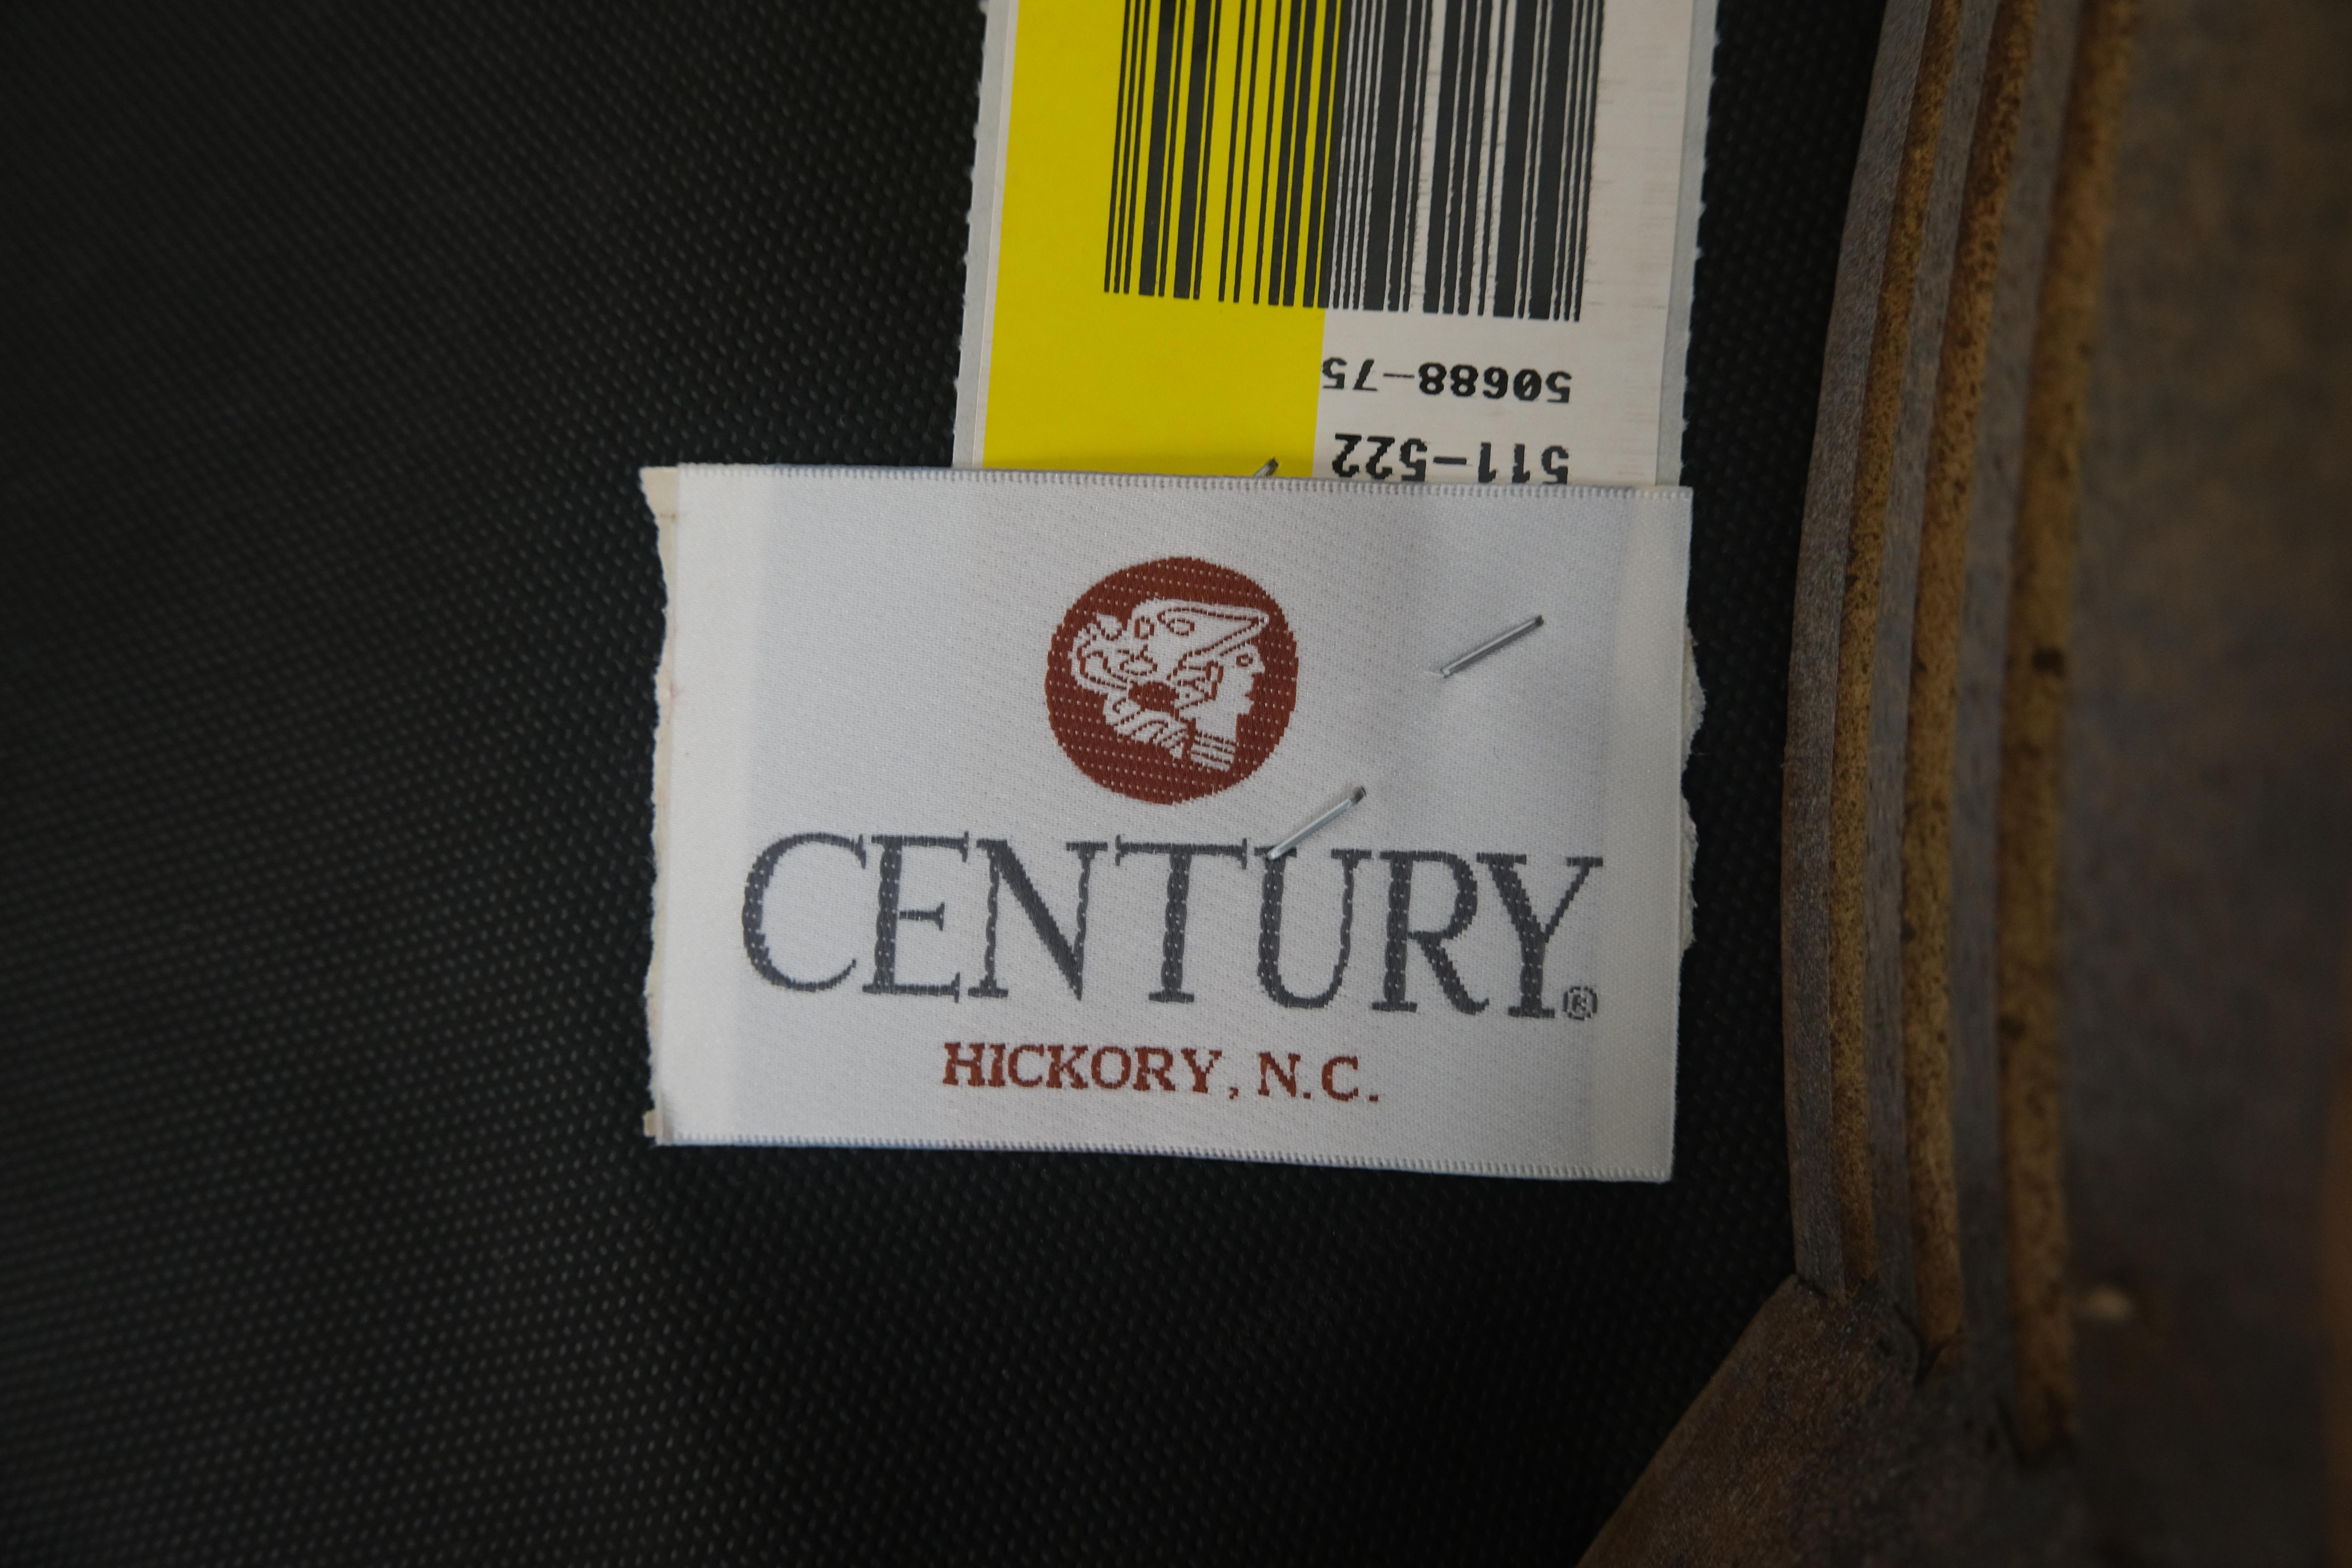 50688-75
511-522
CENTURY®
HICKORY, N.C.